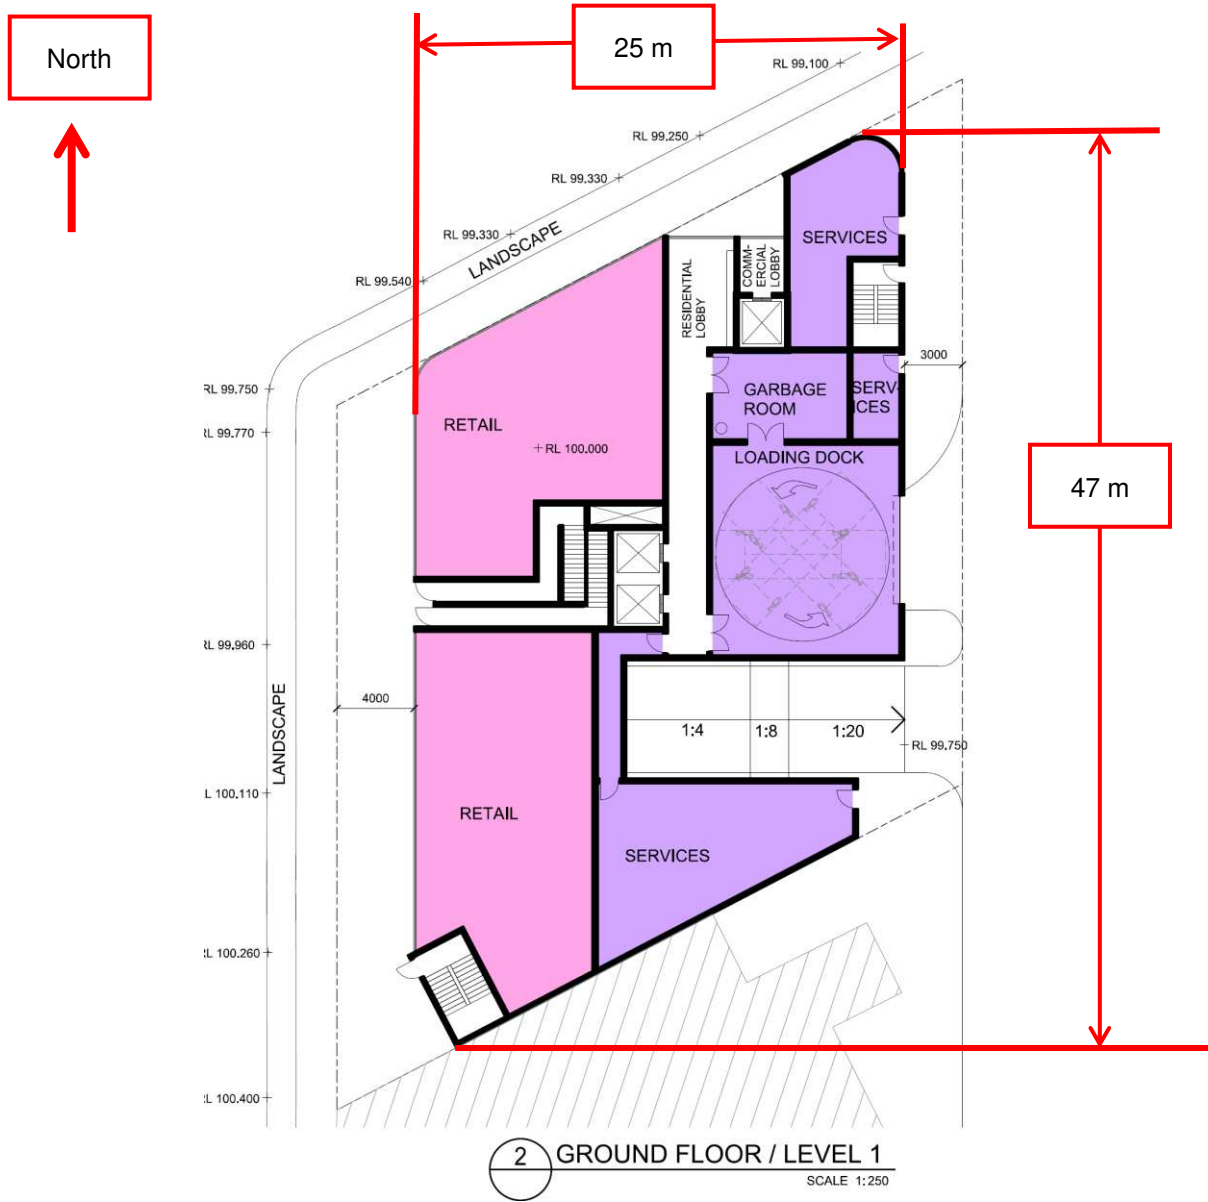 North
25 m
RL 99.100
RL 99.250
RL 99.330
RL 99.330
RL 99.540
LANDSCAPE
SERVICES
COMM-
ERCIAL
LOBBY
RESIDENTIAL
LOBBY
3000
RL 99.750
GARBAGE
ROOM
SERV-
ICES
RETAIL
RL 99.770
RL 100.000
LOADING DOCK
47 m
RL 99.960
LANDSCAPE
4000
1:4
1:8
1:20
RL 99.750
L 100.110
RETAIL
SERVICES
RL 100.260
RL 100.400
2
GROUND FLOOR / LEVEL 1
SCALE 1:250